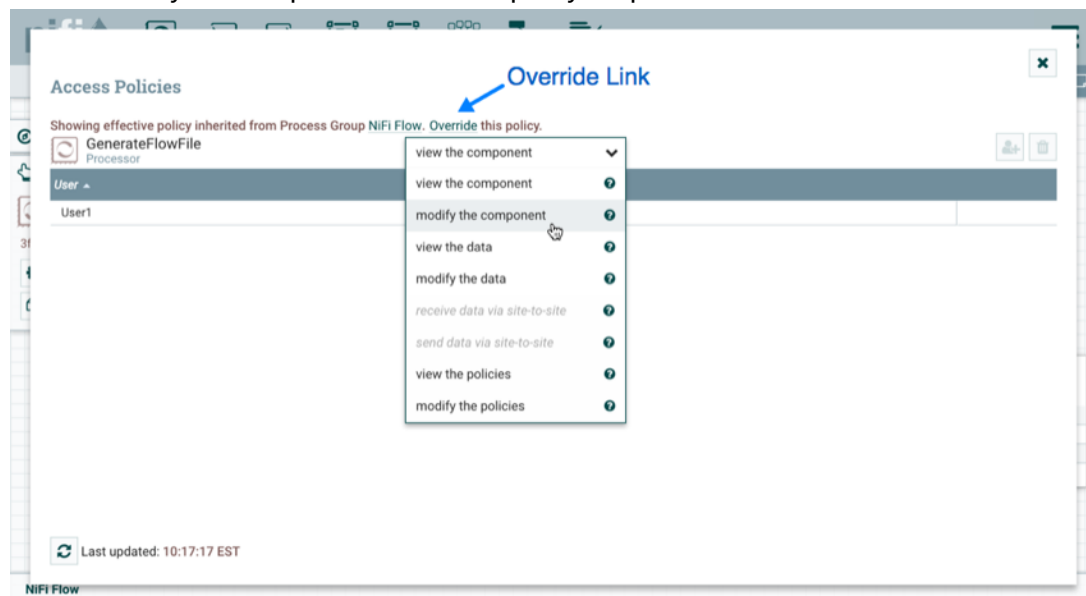 Access Policies
Override Link
Showing effective policy inherited from Process Group NiFi Flow. Override this policy.
GenerateFlowFile
Processor
view the component
User
view the component
User1
modify the component
view the data
modify the data
receive data via site-to-site
send data via site-to-site
view the policies
modify the policies
Last updated: 10:17:17 EST
NiFi Flow